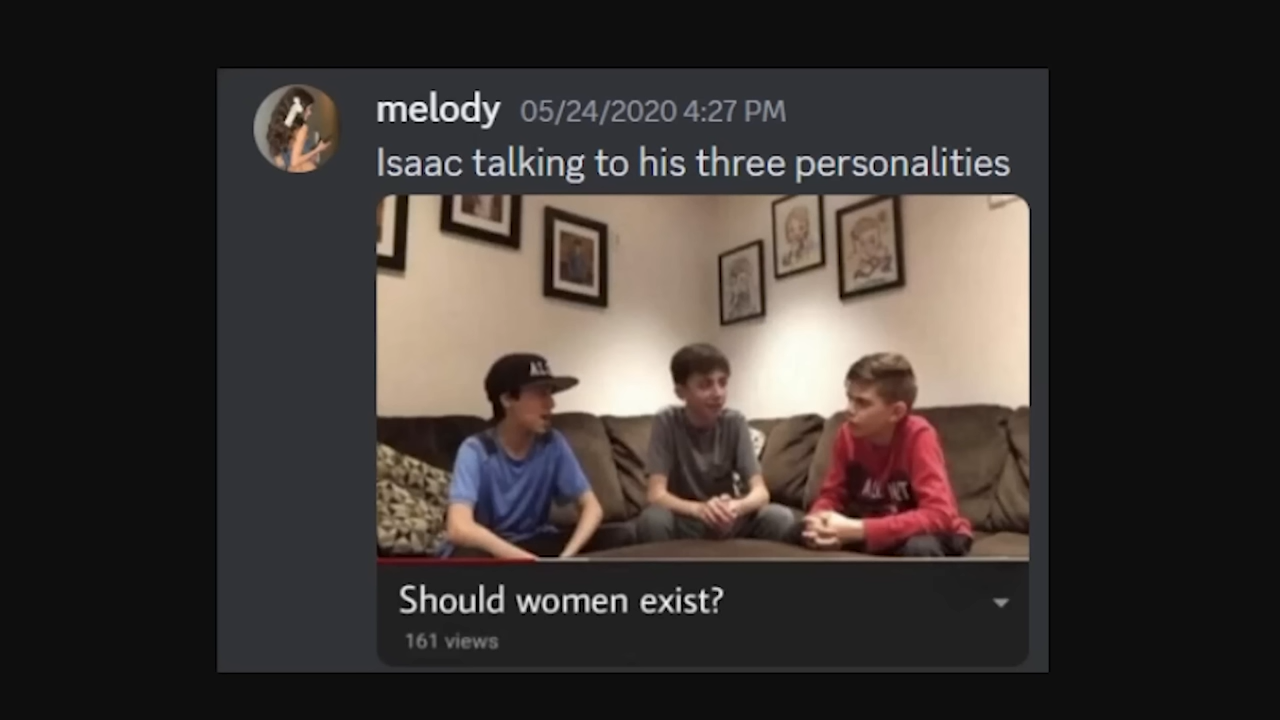 melody 05/24/2020 4:27 PM
Isaac talking to his three personalities
Should women exist?
161 views